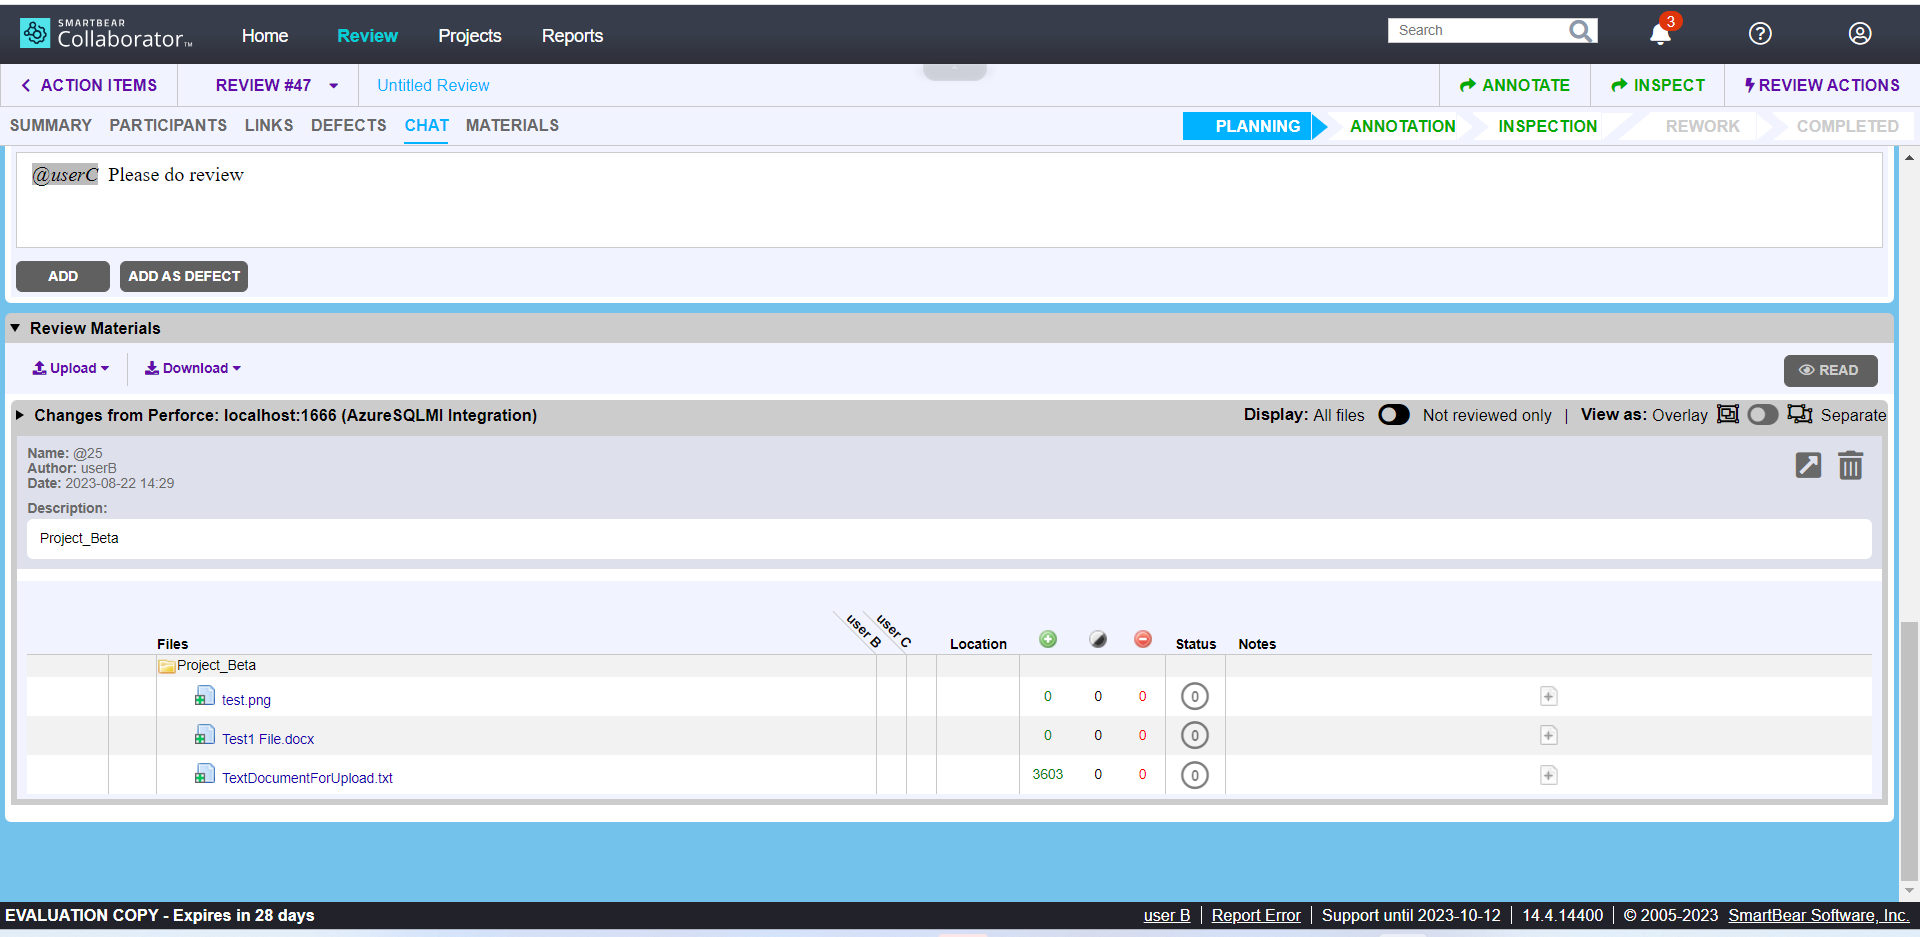 SMARTBEAR
Collaborator™
Home Review Projects Reports
Search
3
ACTION ITEMS REVIEW #47 Untitled Review ANNOTATE INSPECT REVIEW ACTIONS
SUMMARY PARTICIPANTS LINKS DEFECTS CHAT MATERIALS PLANNING ANNOTATION INSPECTION REWORK COMPLETED
@userC Please do review
ADD ADD AS DEFECT
Review Materials
Upload Download READ
Changes from Perforce: localhost:1666 (AzureSQLMI Integration) Display: All files Not reviewed only | View as: Overlay Separate
Name: @25
Author: userB
Date: 2023-08-22 14:29
Description:
Project_Beta
Files user B user C Location Status Notes
Project_Beta
test.png 0 0 0 0
Test1 File.docx 0 0 0 0
TextDocumentForUpload.txt 3603 0 0 0
EVALUATION COPY - Expires in 28 days user B | Report Error | Support until 2023-10-12 | 14.4.14400 | © 2005-2023 SmartBear Software, Inc.